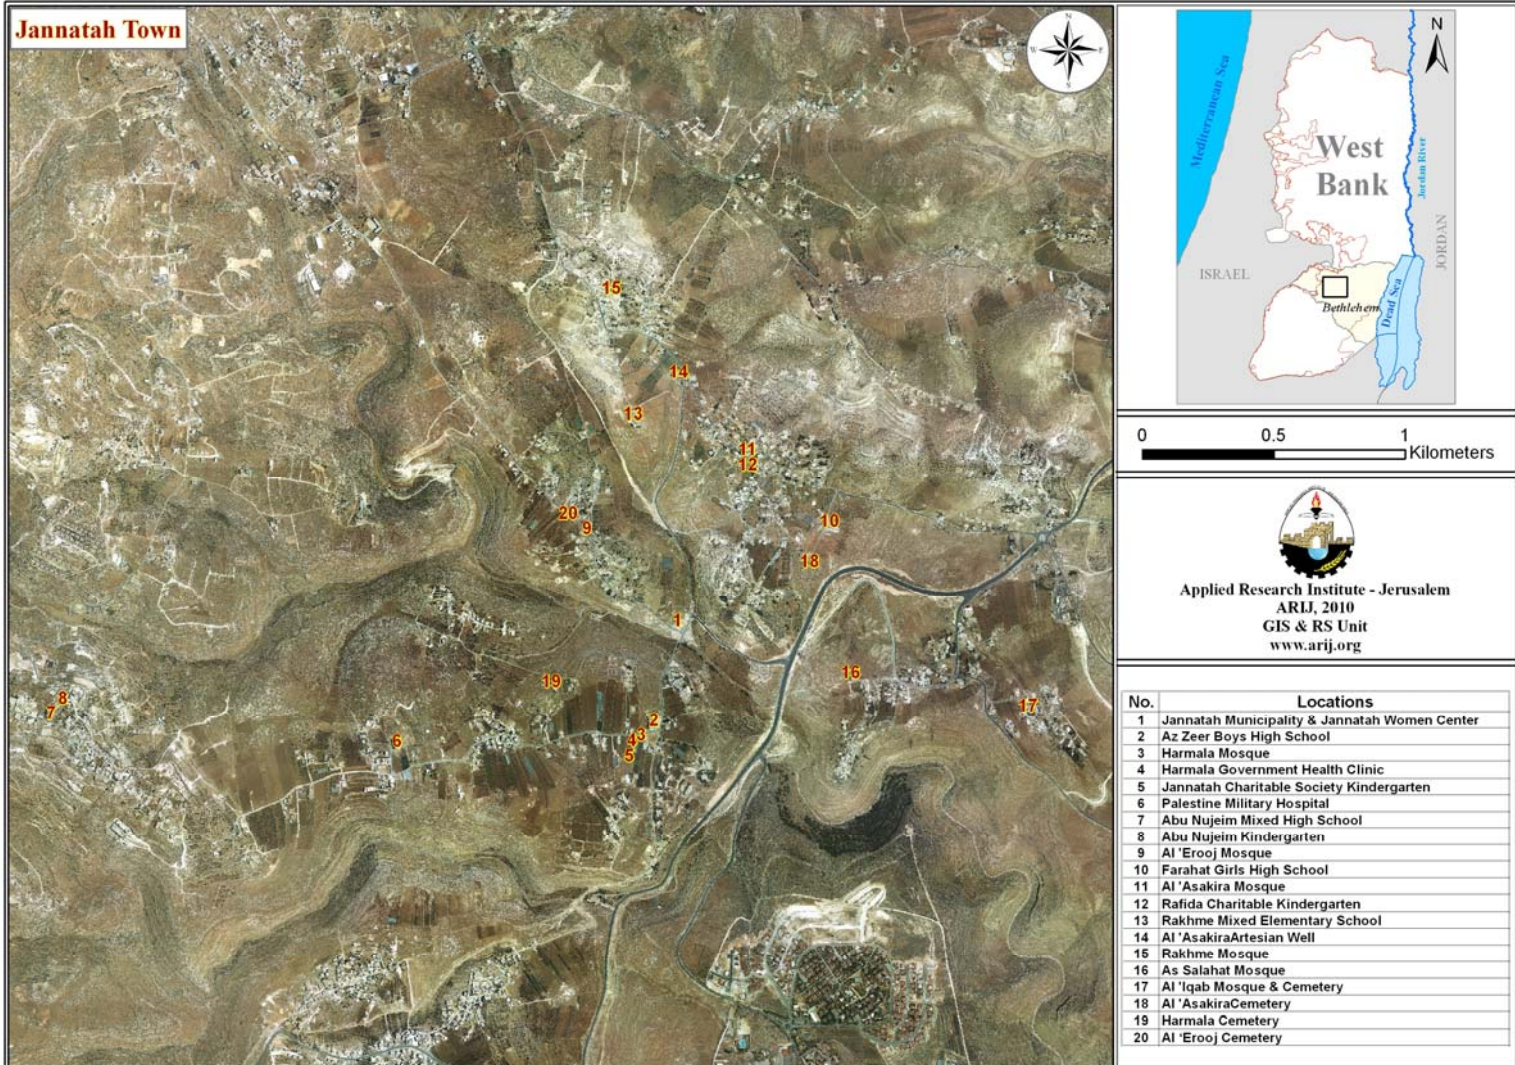 Jannatah Town
N
W
E
S
15
14
13
11
12
20
9
10
18
1
16
19
8
7
17
2
3
4
5
6
N
Mediterranean Sea
West
Bank
Jordan River
JORDAN
ISRAEL
Bethlehem
Dead Sea
0 0.5 1
Kilometers
Applied Research Institute - Jerusalem
ARIJ, 2010
GIS & RS Unit
www.arij.org
No. Locations
1 Jannatah Municipality & Jannatah Women Center
2 Az Zeer Boys High School
3 Harmala Mosque
4 Harmala Government Health Clinic
5 Jannatah Charitable Society Kindergarten
6 Palestine Military Hospital
7 Abu Nujeim Mixed High School
8 Abu Nujeim Kindergarten
9 Al 'Erooj Mosque
10 Farahat Girls High School
11 Al 'Asakira Mosque
12 Rafida Charitable Kindergarten
13 Rakhme Mixed Elementary School
14 Al 'AsakiraArtesian Well
15 Rakhme Mosque
16 As Salahat Mosque
17 Al 'Iqab Mosque & Cemetery
18 Al 'AsakiraCemetery
19 Harmala Cemetery
20 Al 'Erooj Cemetery